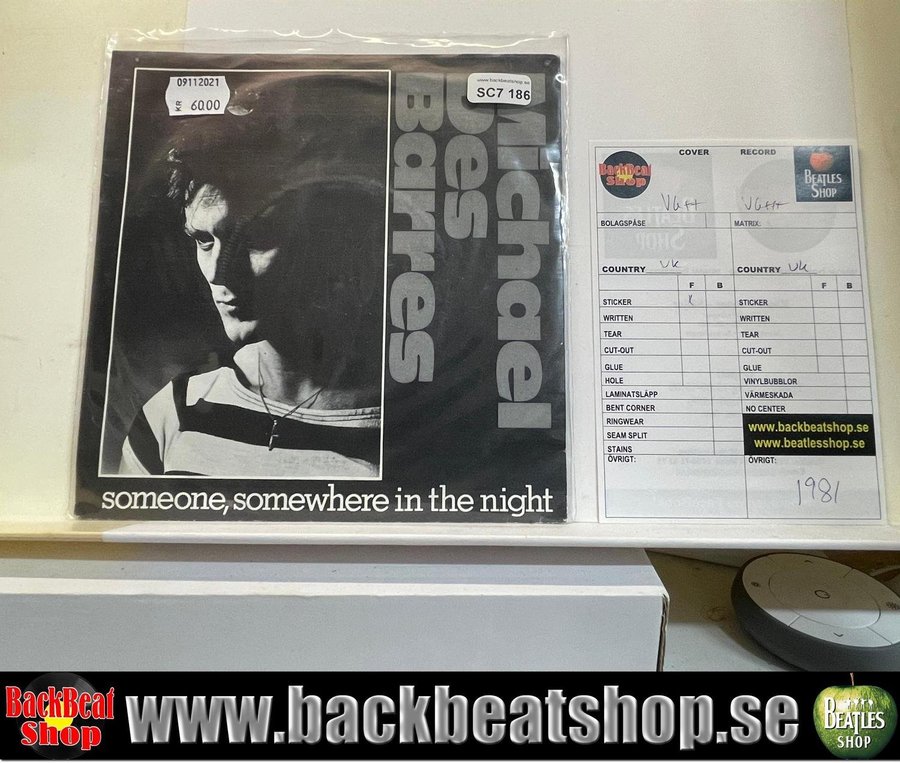 09112021
KR 60.00
www.backbeatshop.se
SC7 186
Michael
Des
Barres
someone, somewhere in the night
BackBeat
Shop
COVER
RECORD
BEATLES
SHOP
VG++
VG++
BOLAGSPÅSE
MATRIX:
COUNTRY UK
COUNTRY UK
F B
F B
STICKER X
STICKER
WRITTEN
WRITTEN
TEAR
TEAR
CUT-OUT
CUT-OUT
GLUE
GLUE
HOLE
VINYLBUBBLOR
LAMINATSLÄPP
VÄRMESKADA
BENT CORNER
NO CENTER
RINGWEAR
SEAM SPLIT
STAINS
www.backbeatshop.se
www.beatlesshop.se
ÖVRIGT:
ÖVRIGT:
1981
BackBeat
Shop
www.backbeatshop.se
BEATLES
SHOP